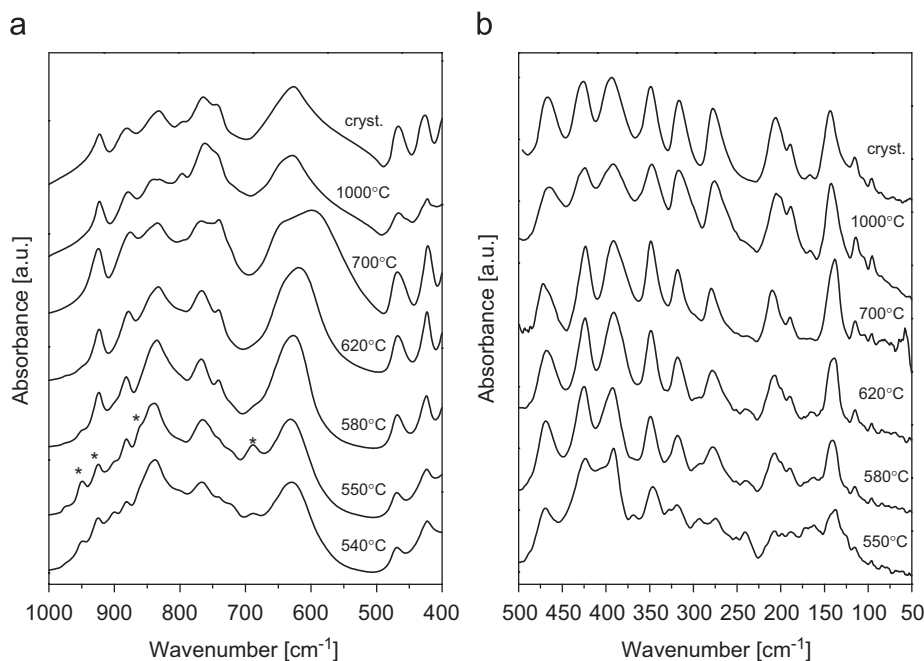 a
b
cryst.
1000°C
700°C
620°C
580°C
550°C
540°C
*
*
*
*
Absorbance [a.u.]
1000 900 800 700 600 500 400
Wavenumber [cm-1]
cryst.
1000°C
700°C
620°C
580°C
550°C
Absorbance [a.u.]
500 450 400 350 300 250 200 150 100 50
Wavenumber [cm-1]